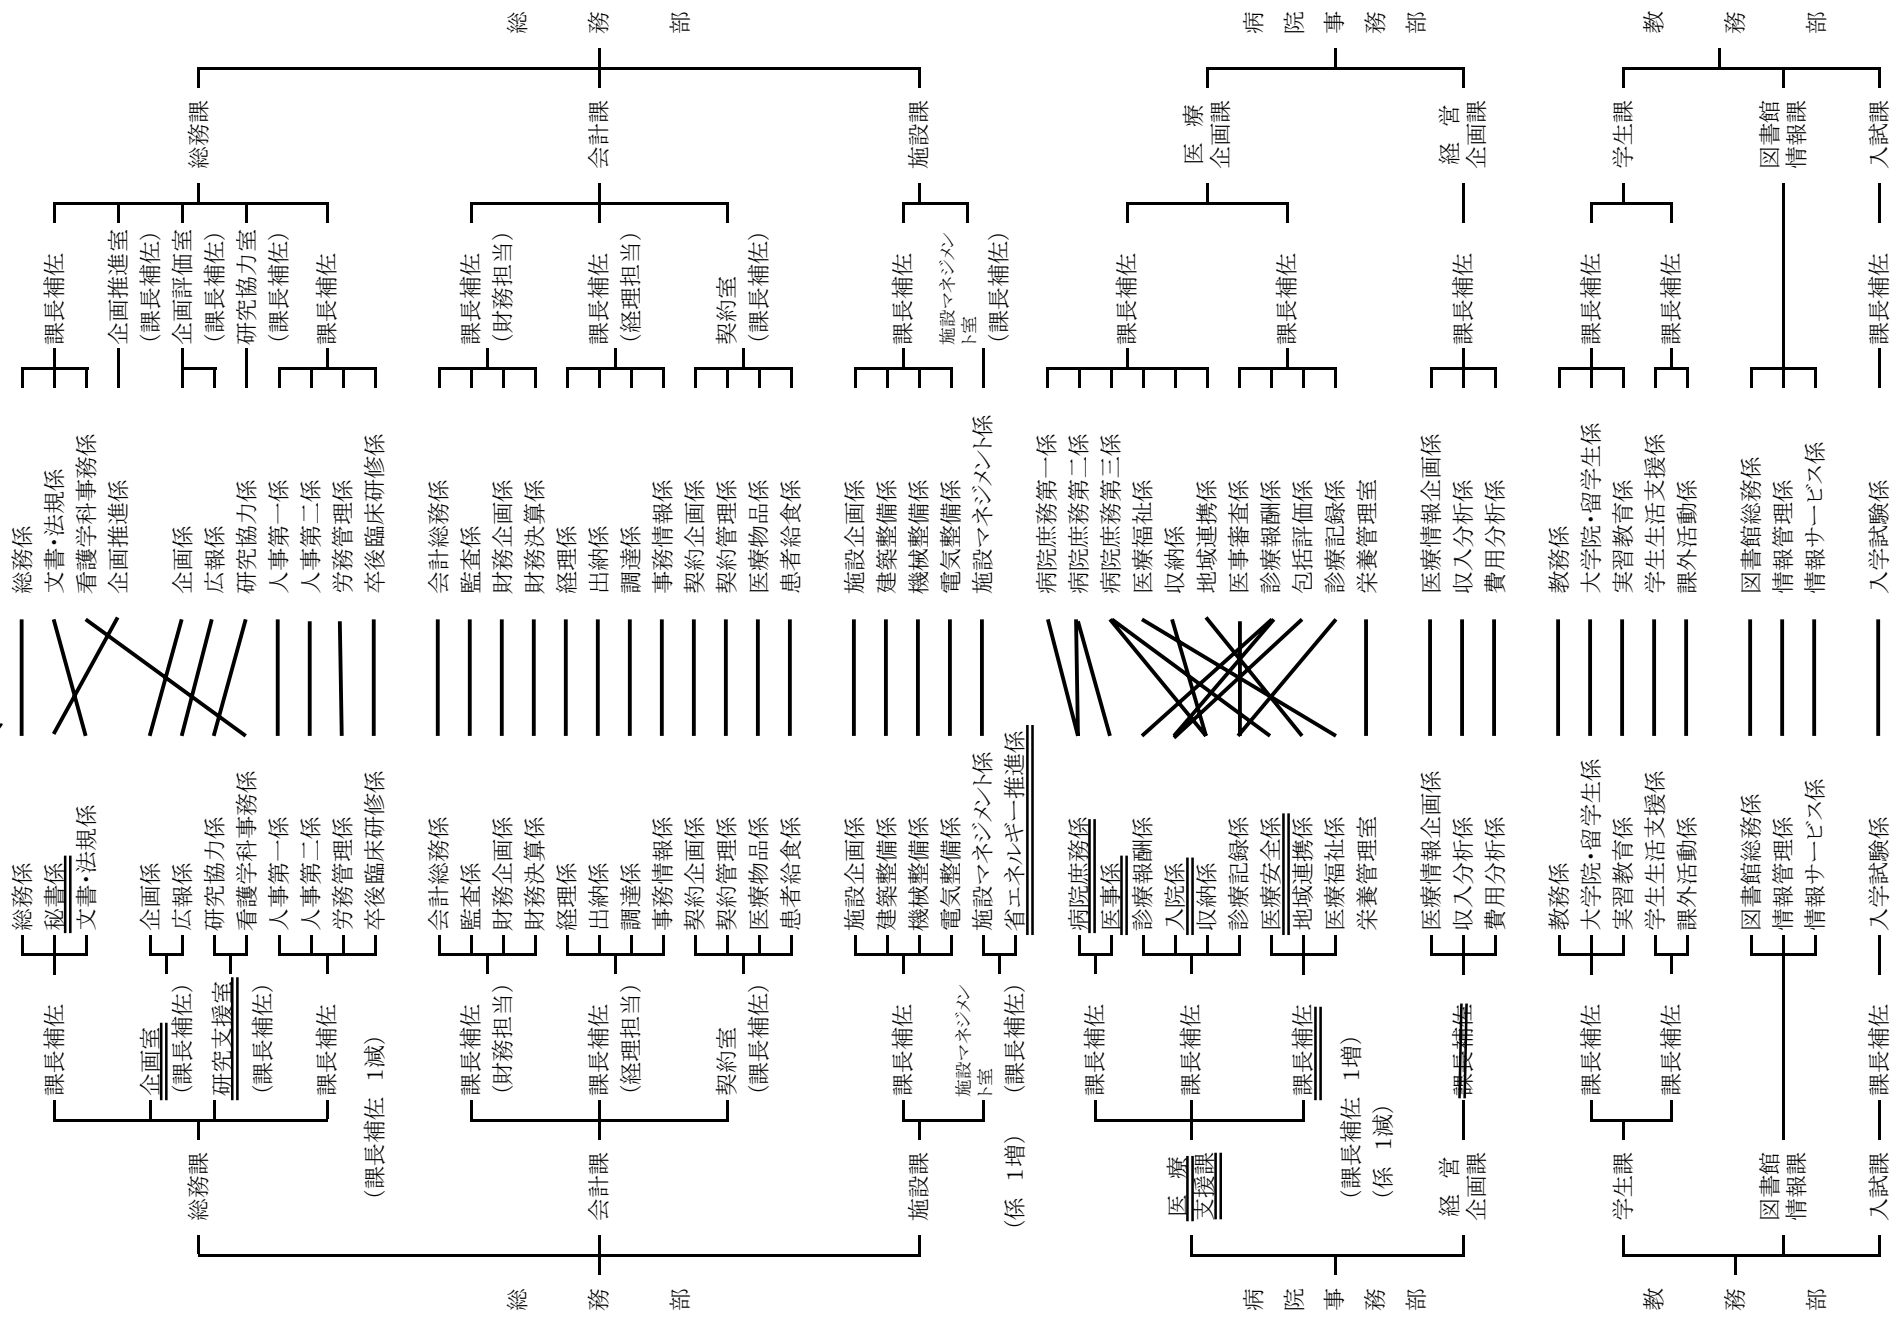 総務部
総務課
課長補佐
総務係
文書・法規係
看護学科事務係
企画推進室
(課長補佐)
企画推進係
企画評価室
(課長補佐)
企画係
広報係
研究協力室
(課長補佐)
研究協力係
課長補佐
人事第一係
人事第二係
労務管理係
卒後臨床研修係
会計課
課長補佐
(財務担当)
会計総務係
監査係
財務企画係
財務決算係
課長補佐
(経理担当)
経理係
出納係
調達係
事務情報係
契約室
(課長補佐)
契約企画係
契約管理係
医療物品係
患者給食係
施設課
課長補佐
施設企画係
建築整備係
機械整備係
電気整備係
施設マネジメン
ト室
(課長補佐)
施設マネジメント係
病院事務部
医療
企画課
課長補佐
病院庶務第一係
病院庶務第二係
病院庶務第三係
医療福祉係
収納係
地域連携係
課長補佐
医事審査係
診療報酬係
包括評価係
診療記録係
栄養管理室
経営
企画課
課長補佐
医療情報企画係
収入分析係
費用分析係
教務部
学生課
課長補佐
教務係
大学院・留学生係
実習教育係
課長補佐
学生生活支援係
課外活動係
図書館
情報課
図書館総務係
情報管理係
情報サービス係
入試課
課長補佐
入学試験係
総務部
総務課
課長補佐
総務係
秘書係
文書・法規係
企画室
(課長補佐)
企画係
広報係
研究支援室
(課長補佐)
研究協力係
看護学科事務係
課長補佐
人事第一係
人事第二係
労務管理係
卒後臨床研修係
(課長補佐 1減)
会計課
課長補佐
(財務担当)
会計総務係
監査係
財務企画係
財務決算係
課長補佐
(経理担当)
経理係
出納係
調達係
事務情報係
契約室
(課長補佐)
契約企画係
契約管理係
医療物品係
患者給食係
施設課
課長補佐
施設企画係
建築整備係
機械整備係
電気整備係
施設マネジメン
ト室
(課長補佐)
施設マネジメント係
省エネルギー推進係
(係 1増)
病院事務部
医療
支援課
課長補佐
病院庶務係
医事係
課長補佐
診療報酬係
入院係
収納係
診療記録係
課長補佐
医療安全係
地域連携係
医療福祉係
栄養管理室
(課長補佐 1増)
(係 1減)
経営
企画課
課長補佐
医療情報企画係
収入分析係
費用分析係
教務部
学生課
課長補佐
教務係
大学院・留学生係
実習教育係
課長補佐
学生生活支援係
課外活動係
図書館
情報課
図書館総務係
情報管理係
情報サービス係
入試課
課長補佐
入学試験係